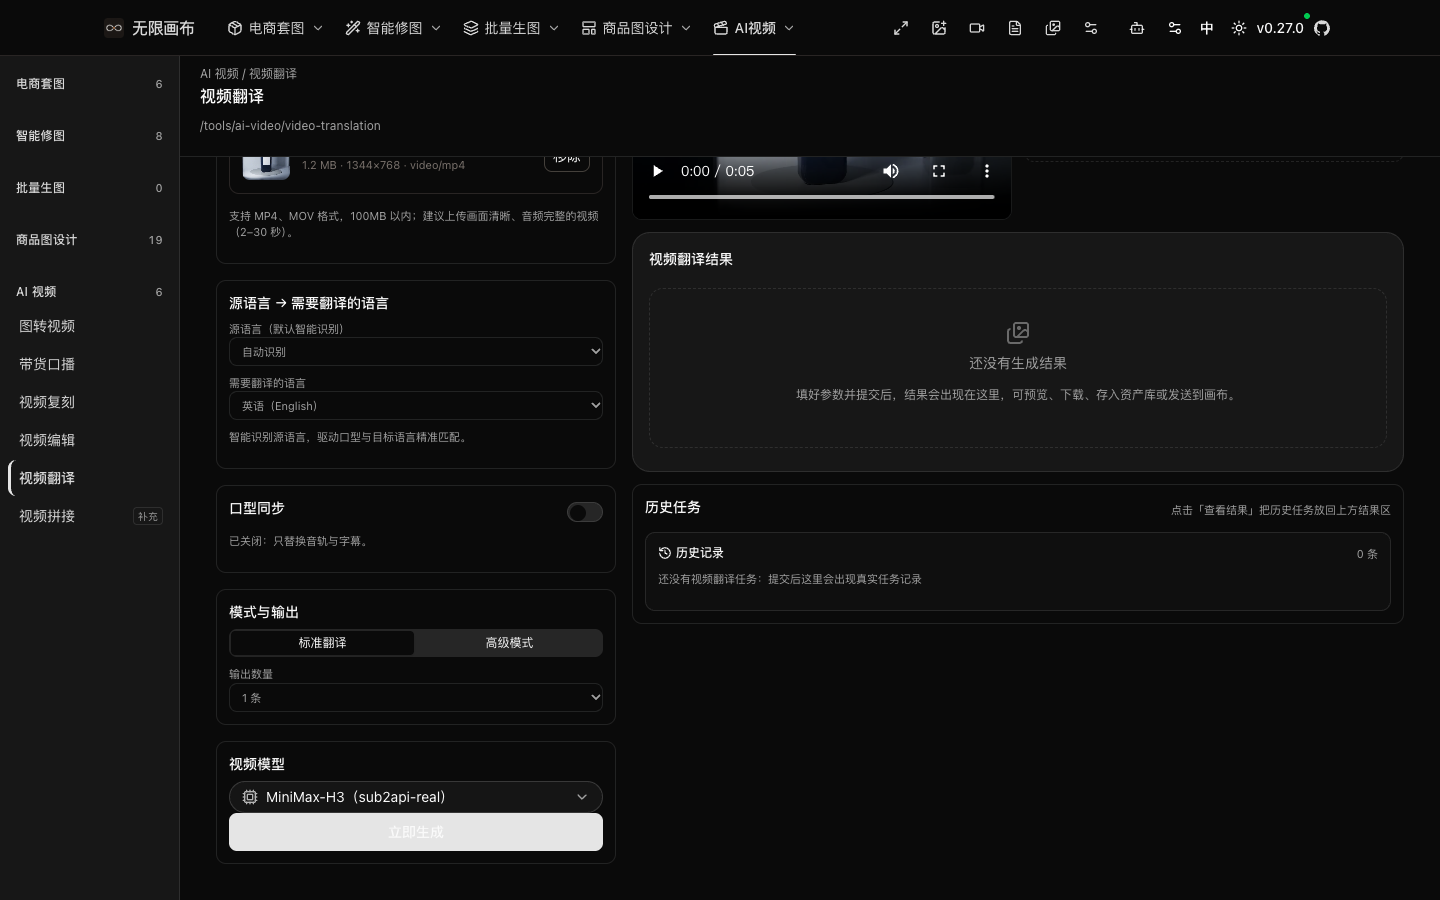 无限画布
电商套图
智能修图
批量生图
商品图设计
AI视频
中
v0.27.0
电商套图 6
智能修图 8
批量生图 0
商品图设计 19
AI 视频 6
图转视频
带货口播
视频复刻
视频编辑
视频翻译
视频拼接 补充
AI 视频 / 视频翻译
视频翻译
/tools/ai-video/video-translation
1.2 MB · 1344×768 · video/mp4
移除
支持 MP4、MOV 格式，100MB 以内；建议上传画面清晰、音频完整的视频
（2–30 秒）。
源语言 → 需要翻译的语言
源语言（默认智能识别）
自动识别
需要翻译的语言
英语（English）
智能识别源语言，驱动口型与目标语言精准匹配。
口型同步
已关闭：只替换音轨与字幕。
模式与输出
标准翻译
高级模式
输出数量
1 条
视频模型
MiniMax-H3（sub2api-real）
立即生成
0:00 / 0:05
视频翻译结果
还没有生成结果
填好参数并提交后，结果会出现在这里，可预览、下载、存入资产库或发送到画布。
历史任务
点击「查看结果」把历史任务放回上方结果区
历史记录
0 条
还没有视频翻译任务：提交后这里会出现真实任务记录